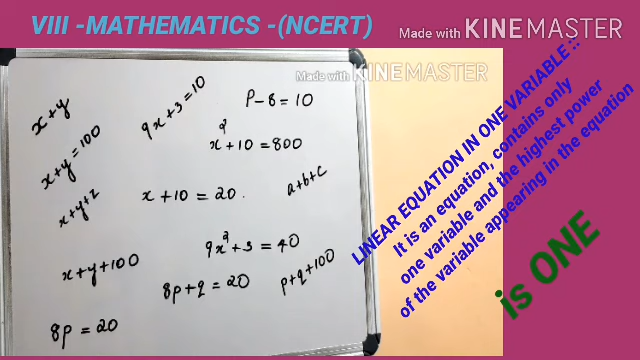 VIII -MATHEMATICS -(NCERT)
Made with KINEMASTER
Made with KINEMASTER
x+y
9x+3=10
P-8=10
x+y=100
x²+10=800
x+y+z
x+10=20.
a+b+c
9x²+3=40
x+y+100
8p+q=20
p+q+100
8p=20
LINEAR EQUATION IN ONE VARIABLE ::
It is an equation, contains only
one variable and the highest power
of the variable appearing in the equation
is ONE